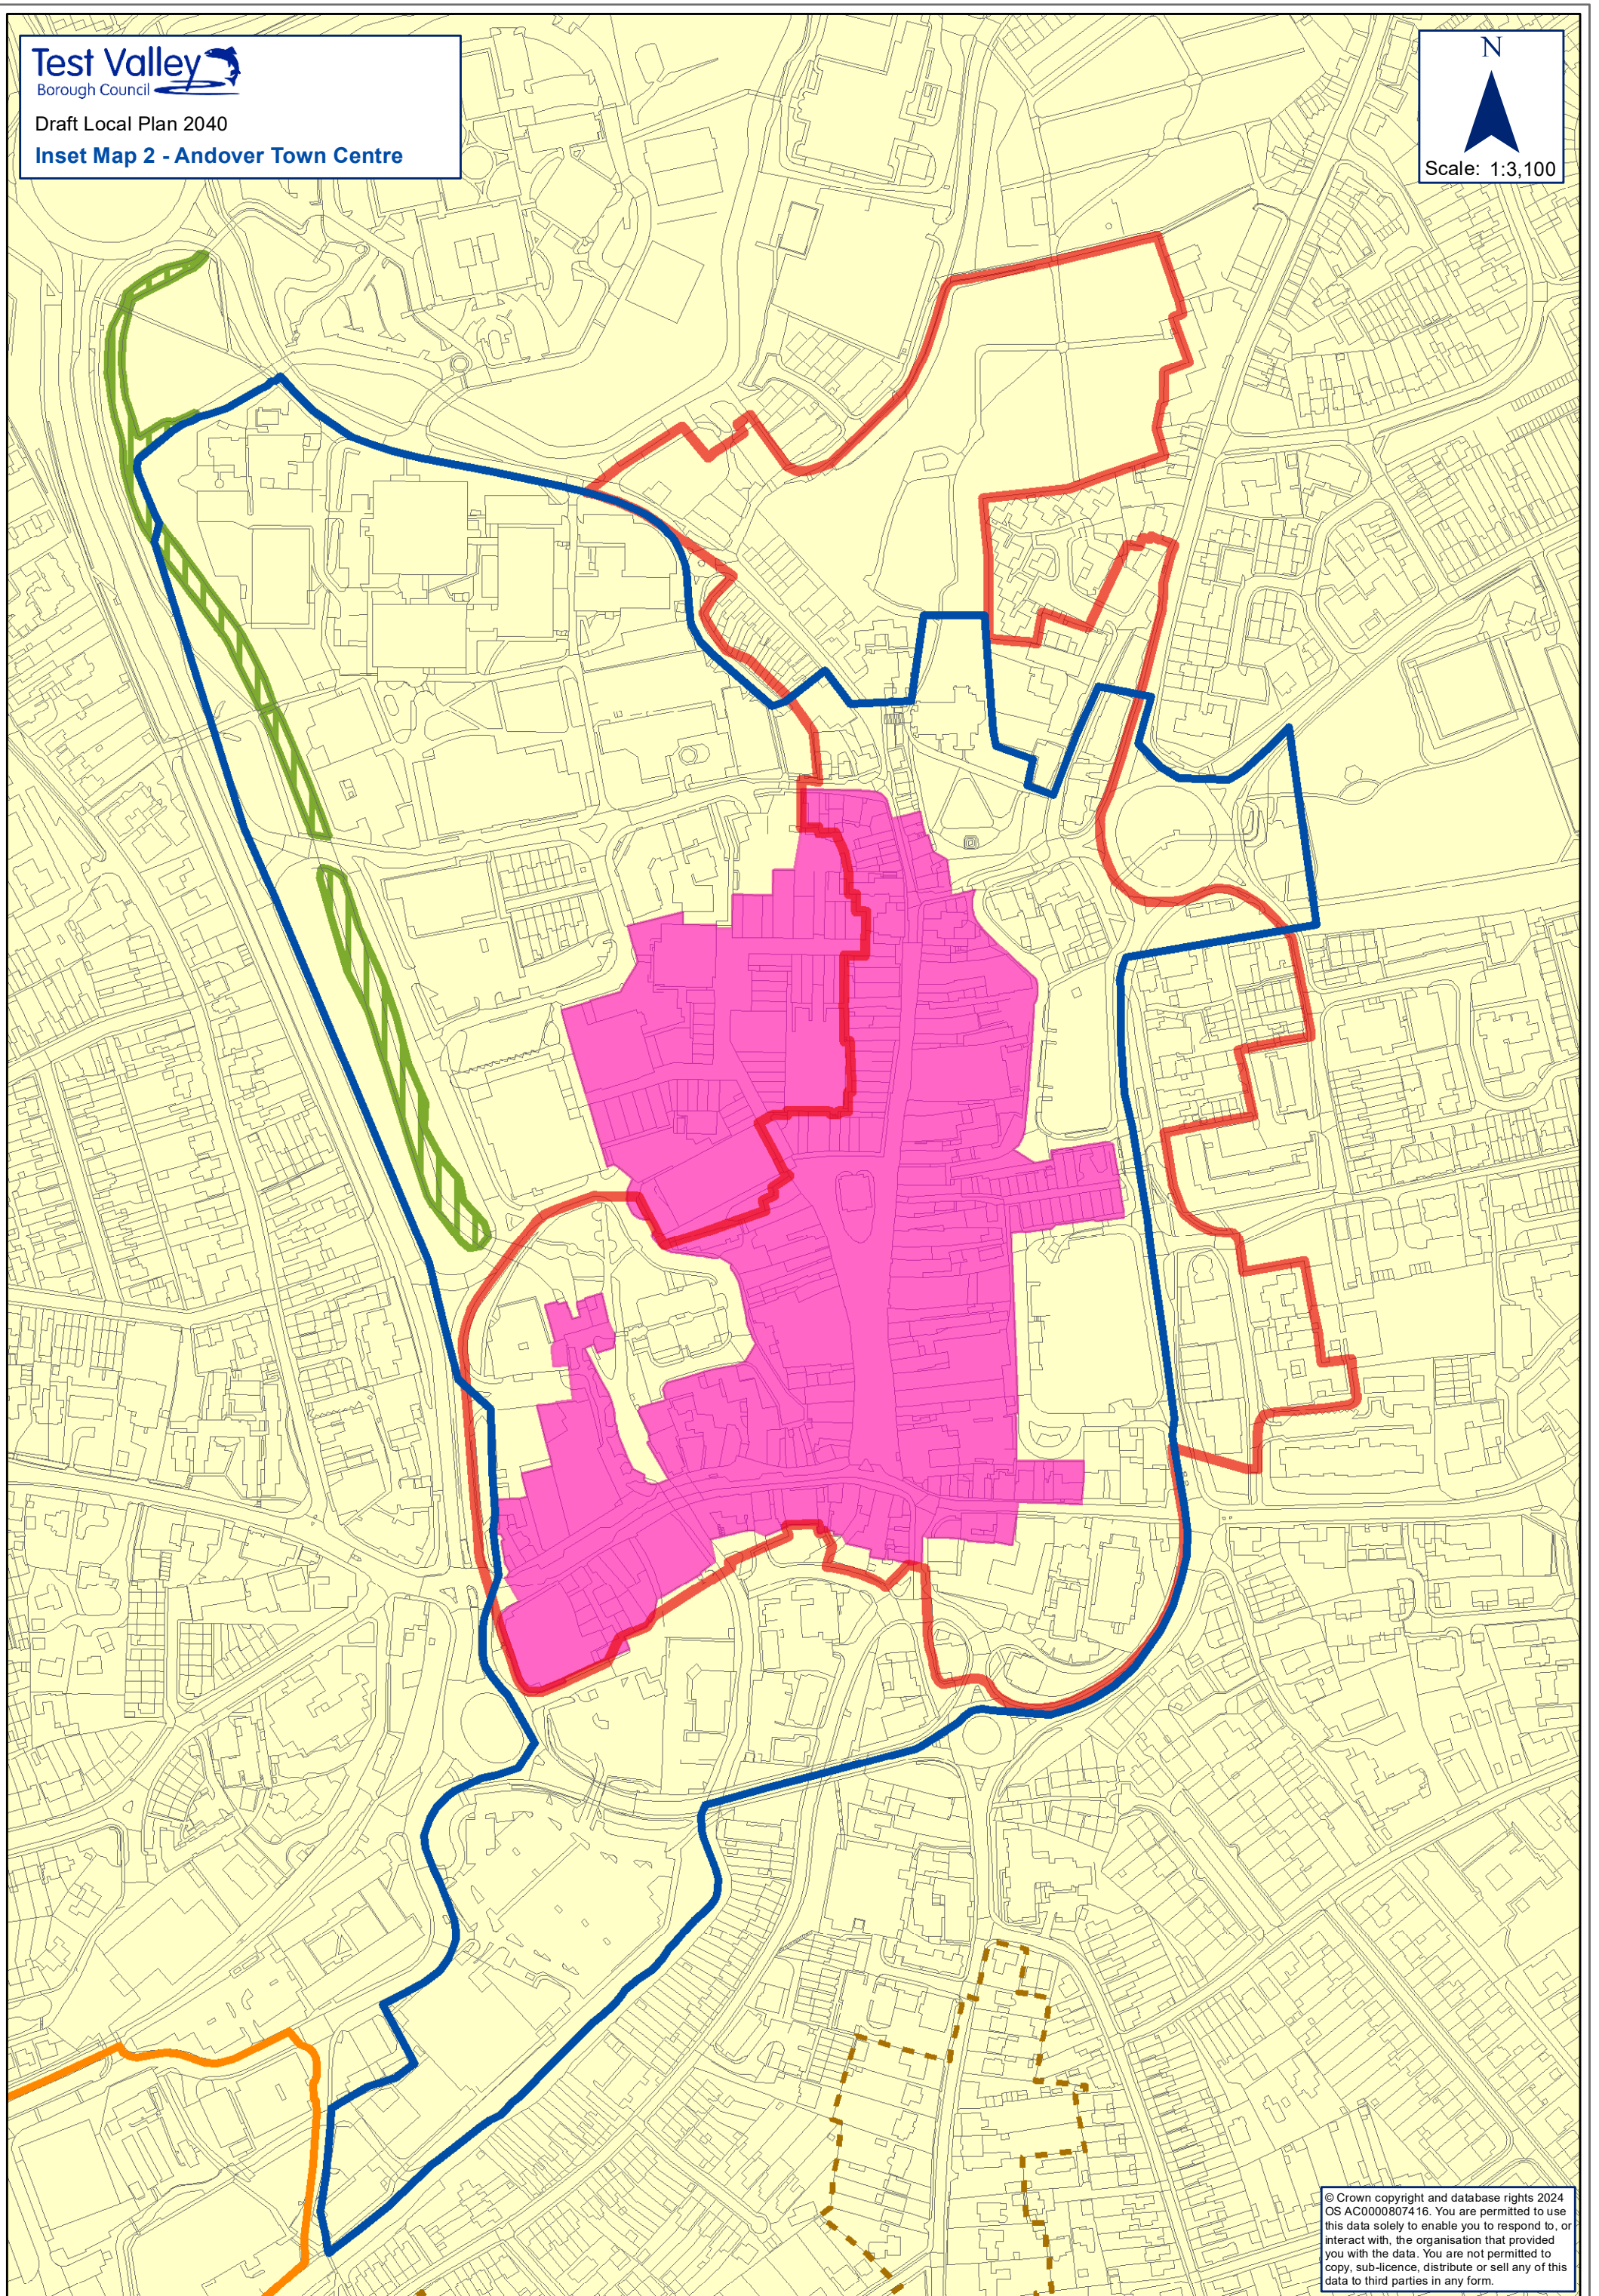 Test Valley
Borough Council
Draft Local Plan 2040
Inset Map 2 - Andover Town Centre
N
Scale: 1:3,100
© Crown copyright and database rights 2024
OS AC0000807416. You are permitted to use
this data solely to enable you to respond to, or
interact with, the organisation that provided
you with the data. You are not permitted to
copy, sub-licence, distribute or sell any of this
data to third parties in any form.